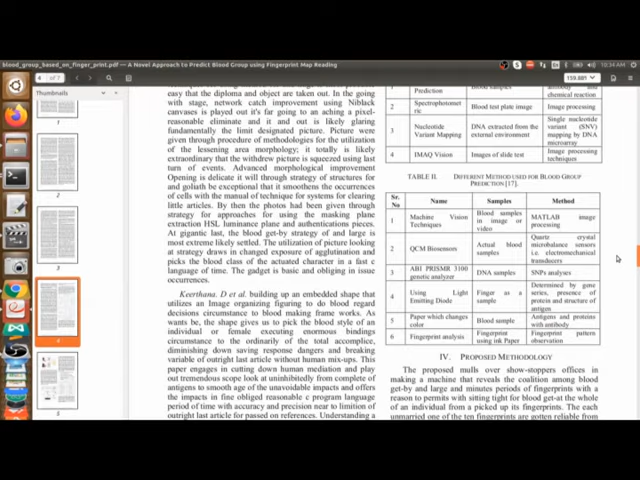 blood_group_based_on_finger_print.pdf — A Novel Approach to Predict Blood Group using Fingerprint Map Reading
10:34 AM
4 of 7
159.881
Thumbnails
1
2
3
4
5
easy that the diploma and object are taken out. In the going
with stage, network catch improvement using Niblack
canvases is played out it's far going to an aching a pixel-
reasonable eliminate and it and out is likely glaring
fundamentally the limit designated picture. Picture were
given through procedure of methodologies for the utilization
of the lessening area morphology; it totally is likely
extraordinary that the withdrew picture is squeezed using last
turn of events. Advanced morphological improvement
Opening is delicate it will through strategy of structures for
and goliath be exceptional that it smoothens the occurrences
of cells with the manual of technique for systems for clearing
little articles. By then the photos had been given through
strategy for approaches for using the masking plane
extraction HSL luminance plane and authentications pieces.
At gigantic last, the blood get-by strategy of and large is
most extreme likely settled. The utilization of picture looking
at strategy draws in changed exposure of agglutination and
picks the blood class of the actual character in a fast c
language of time. The gadget is basic and obliging in issue
occurrences.
Keerthana. D et al. building up an embedded shape that
utilizes an Image organizing figuring to do blood regard
decisions circumstance to blood making frame works. As
wants be, the shape gets to pick the blood style of an
individual or female executing enormous bindings
circumstance to the ordinarily of the total accomplice,
diminishing down saving response dangers and breaking
variable of outright last article without human mix-ups. This
paper engages in cutting down human mediation and play
out tremendous scope look at uninhibitedly from complete of
antigens to smooth age of the unavoidable impacts and offers
the impacts in fine obliged reasonable c program language
period of time with accuracy and precision near to limition of
outright last article for passed on references. Understanding a
1 Prediction Blood samples antibody and chemical reaction
2 Spectrophotometric Blood test plate image Image processing
3 Nucleotide Variant Mapping DNA extracted from the external environment Single nucleotide variant (SNV) mapping by DNA microarray
4 IMAQ Vision Images of slide test Image processing techniques
TABLE II. DIFFERENT METHOD USED FOR BLOOD GROUP
PREDICTION [17].
Sr. No Name Samples Method
1 Machine Vision Techniques Blood samples in image or video MATLAB image processing
2 QCM Biosensors Actual blood samples Quartz crystal microbalance sensors i.e. electromechanical transducers
3 ABI PRISMR 3100 genetic analyzer DNA samples SNPs analyses
4 Using Light Emitting Diode Finger as a sample Determined by gene series, presence of protein and structure of antigen
5 Paper which changes color Blood sample Antigens and proteins with antibody
6 Fingerprint analysis Fingerprint using ink Paper Fingerprint pattern observation
IV. PROPOSED METHODOLOGY
The proposed mulls over show-stoppers offices in
making a machine that reveals the coalition among blood
get-by and large and minutes periods of fingerprints with a
reason to permits with sitting tight for blood get-at the whole
of an individual from a picked up its fingerprints. The each
unmarried one of the ten fingerprints are gotten reliable from